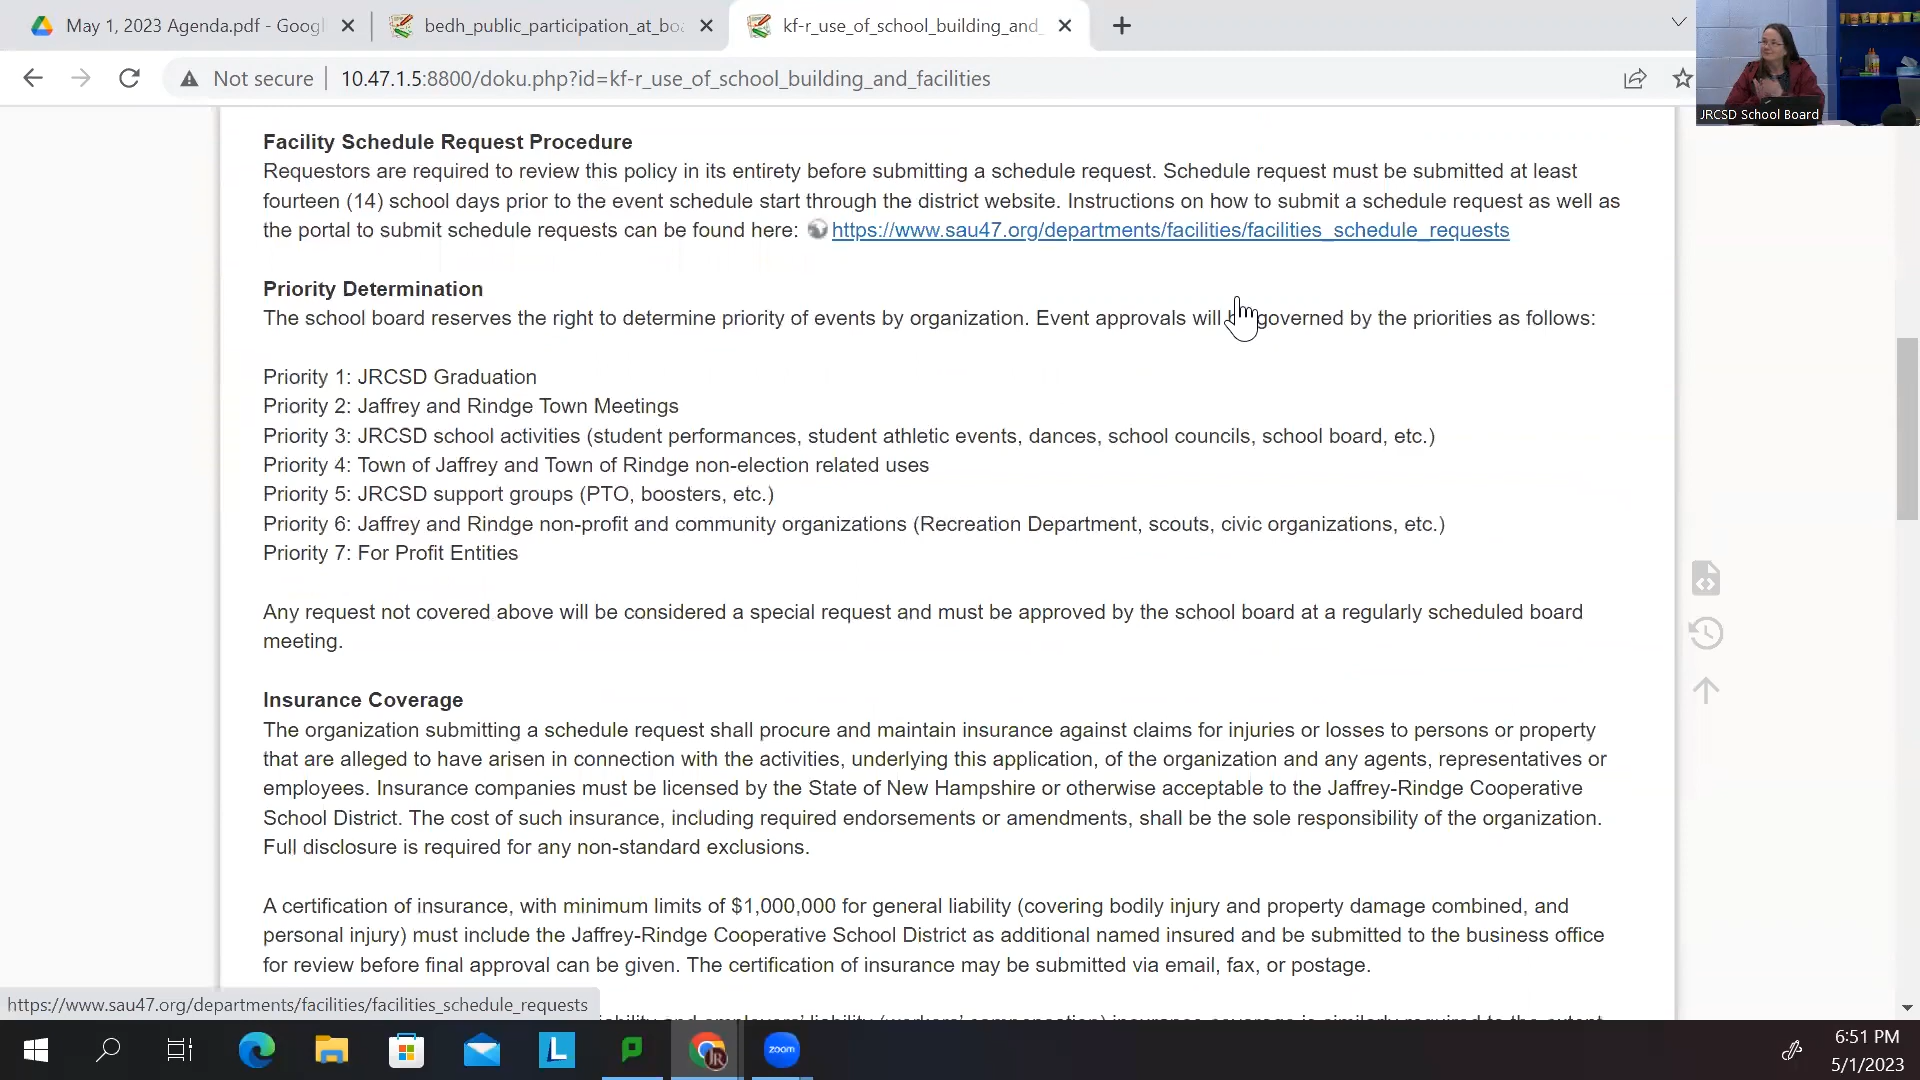 May 1, 2023 Agenda.pdf - Googl
bedh_public_participation_at_boa
kf-r_use_of_school_building_and_
Not secure
10.47.1.5:8800/doku.php?id=kf-r_use_of_school_building_and_facilities
JRCSD School Board
Facility Schedule Request Procedure
Requestors are required to review this policy in its entirety before submitting a schedule request. Schedule request must be submitted at least
fourteen (14) school days prior to the event schedule start through the district website. Instructions on how to submit a schedule request as well as
the portal to submit schedule requests can be found here: https://www.sau47.org/departments/facilities/facilities_schedule_requests
Priority Determination
The school board reserves the right to determine priority of events by organization. Event approvals will governed by the priorities as follows:
Priority 1: JRCSD Graduation
Priority 2: Jaffrey and Rindge Town Meetings
Priority 3: JRCSD school activities (student performances, student athletic events, dances, school councils, school board, etc.)
Priority 4: Town of Jaffrey and Town of Rindge non-election related uses
Priority 5: JRCSD support groups (PTO, boosters, etc.)
Priority 6: Jaffrey and Rindge non-profit and community organizations (Recreation Department, scouts, civic organizations, etc.)
Priority 7: For Profit Entities
Any request not covered above will be considered a special request and must be approved by the school board at a regularly scheduled board
meeting.
Insurance Coverage
The organization submitting a schedule request shall procure and maintain insurance against claims for injuries or losses to persons or property
that are alleged to have arisen in connection with the activities, underlying this application, of the organization and any agents, representatives or
employees. Insurance companies must be licensed by the State of New Hampshire or otherwise acceptable to the Jaffrey-Rindge Cooperative
School District. The cost of such insurance, including required endorsements or amendments, shall be the sole responsibility of the organization.
Full disclosure is required for any non-standard exclusions.
A certification of insurance, with minimum limits of $1,000,000 for general liability (covering bodily injury and property damage combined, and
personal injury) must include the Jaffrey-Rindge Cooperative School District as additional named insured and be submitted to the business office
for review before final approval can be given. The certification of insurance may be submitted via email, fax, or postage.
https://www.sau47.org/departments/facilities/facilities_schedule_requests
L
JR
zoom
6:51 PM
5/1/2023